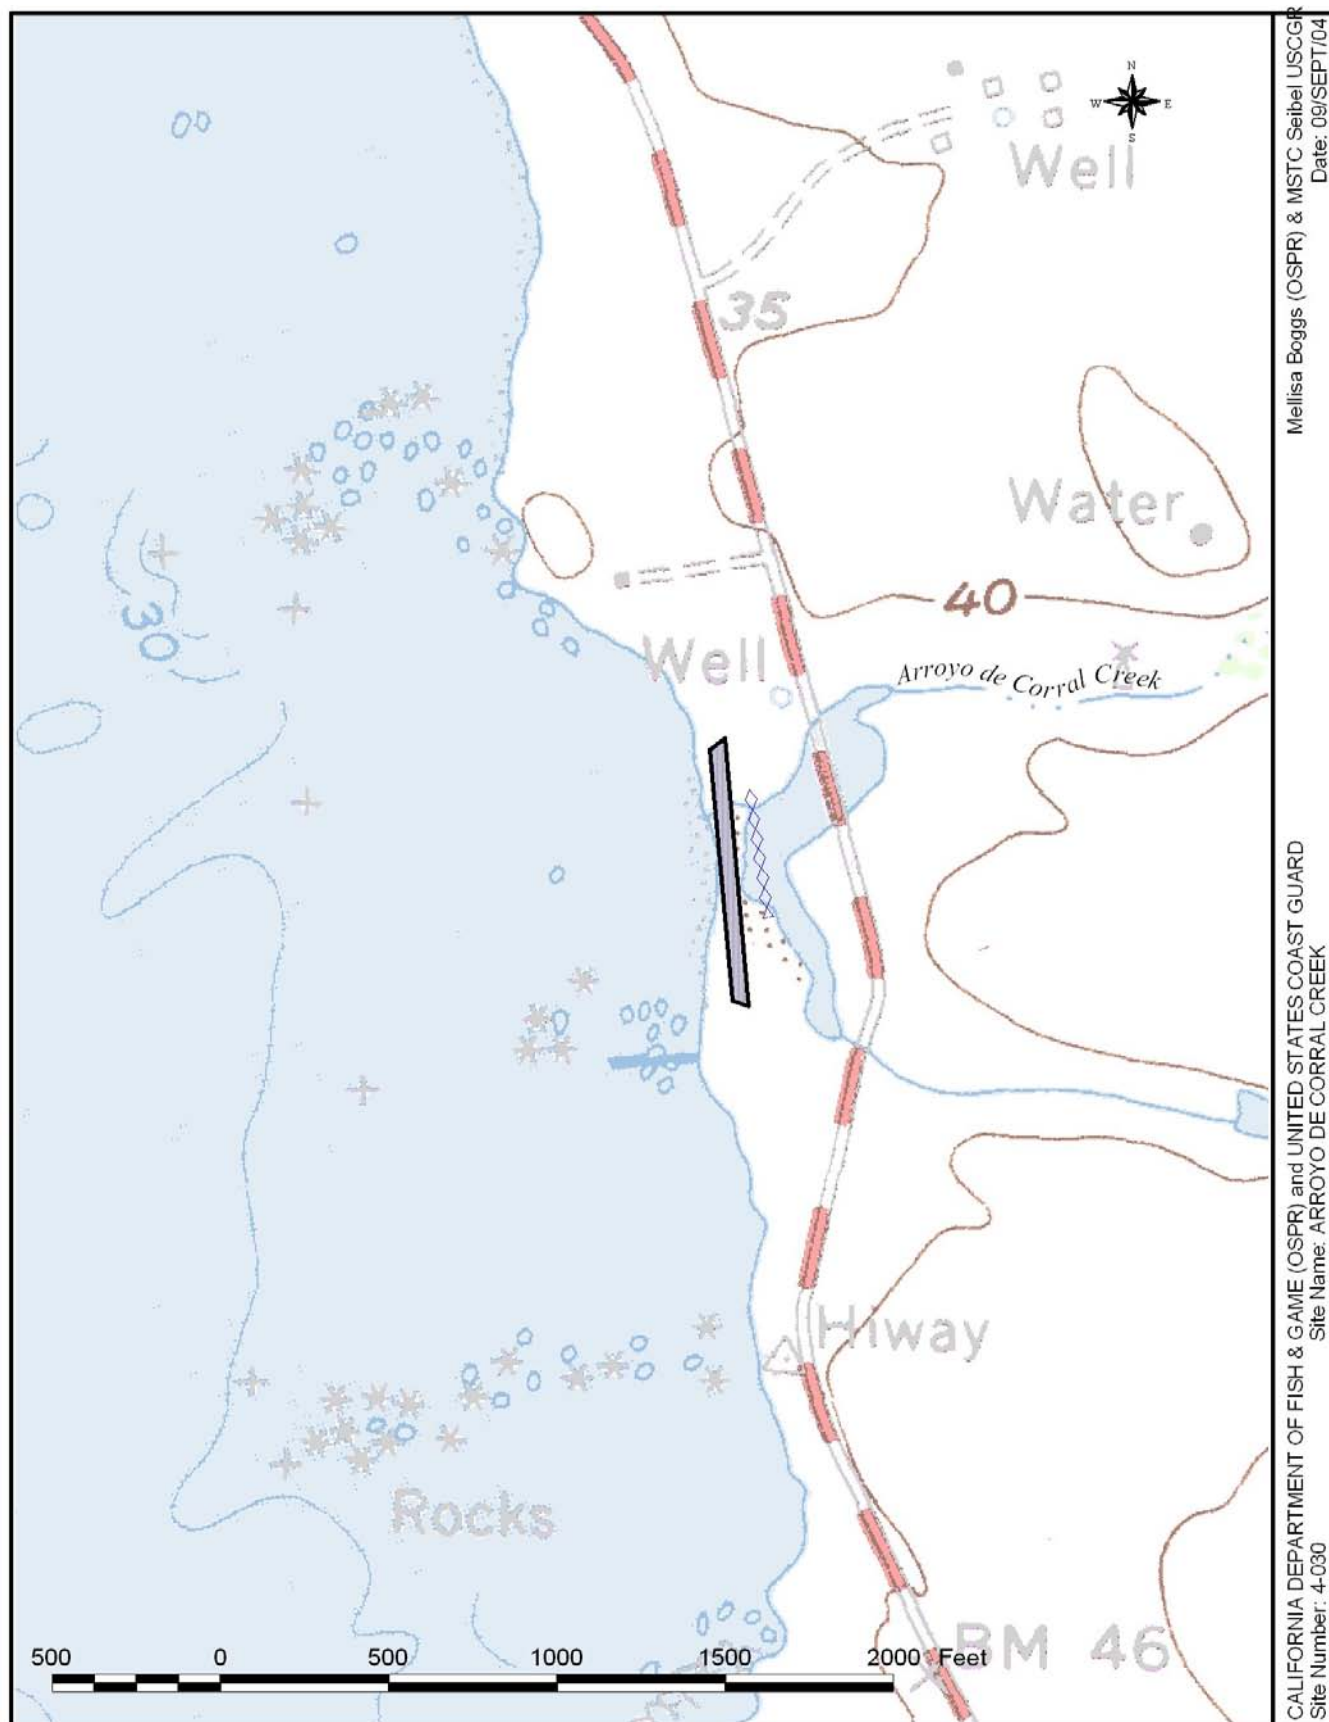 N
W E
S
Well
35
Water
40
30
Well
Arroyo de Corral Creek
Hiway
Rocks
BM 46
500 0 500 1000 1500 2000 Feet
Mellisa Boggs (OSPR) & MSTC Seibel USCGR
Date: 09/SEPT/04
CALIFORNIA DEPARTMENT OF FISH & GAME (OSPR) and UNITED STATES COAST GUARD
Site Number: 4-030 Site Name: ARROYO DE CORRAL CREEK